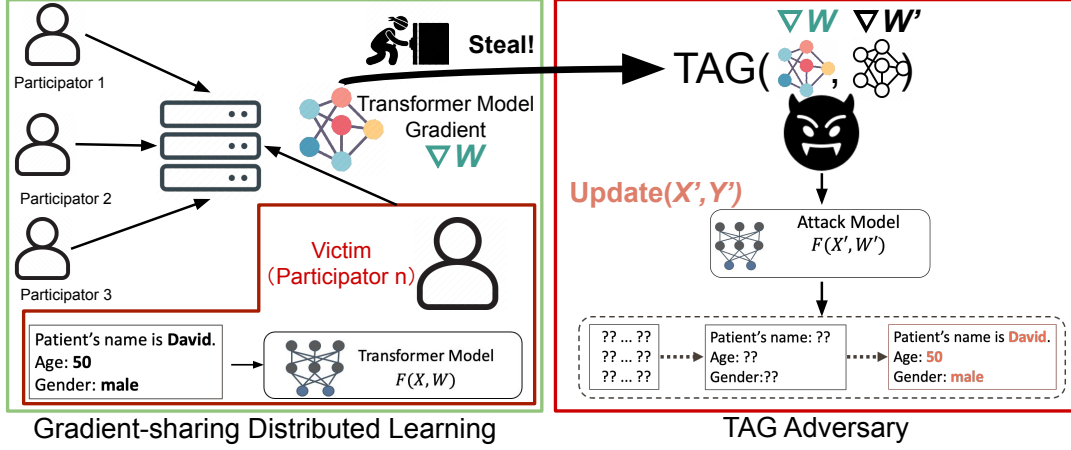 Participator 1
Participator 2
Participator 3
Steal!
Transformer Model
Gradient
∇W
Victim
(Participator n)
Patient's name is David.
Age: 50
Gender: male
Transformer Model
F(X,W)
Gradient-sharing Distributed Learning
∇W ∇W'
TAG( , )
Update(X',Y')
Attack Model
F(X',W')
?? ... ??
?? ... ??
?? ... ??
Patient's name: ??
Age: ??
Gender:??
Patient's name is David.
Age: 50
Gender: male
TAG Adversary